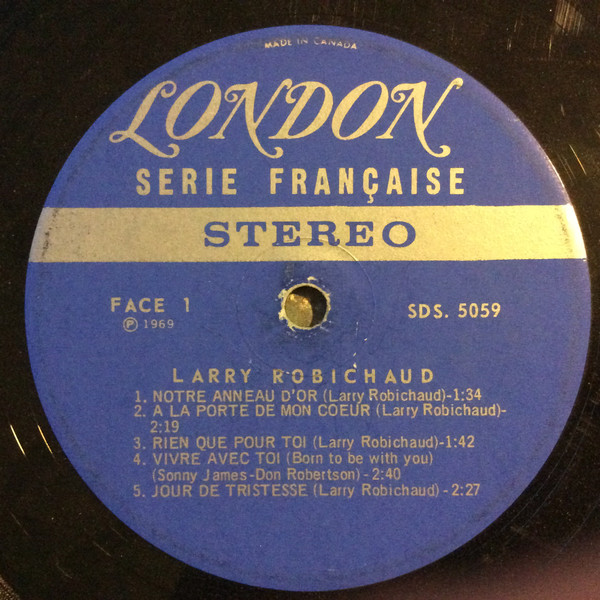 MADE IN CANADA
LONDON
SERIE FRANÇAISE
STEREO
FACE 1
SDS. 5059
Ⓟ 1969
LARRY ROBICHAUD
1. NOTRE ANNEAU D'OR (Larry Robichaud)-1:34
2. A LA PORTE DE MON COEUR (Larry Robichaud)-
2:19
3. RIEN QUE POUR TOI (Larry Robichaud)-1:42
4. VIVRE AVEC TOI (Born to be with you)
(Sonny James-Don Robertson) - 2:40
5. JOUR DE TRISTESSE (Larry Robichaud) - 2:27